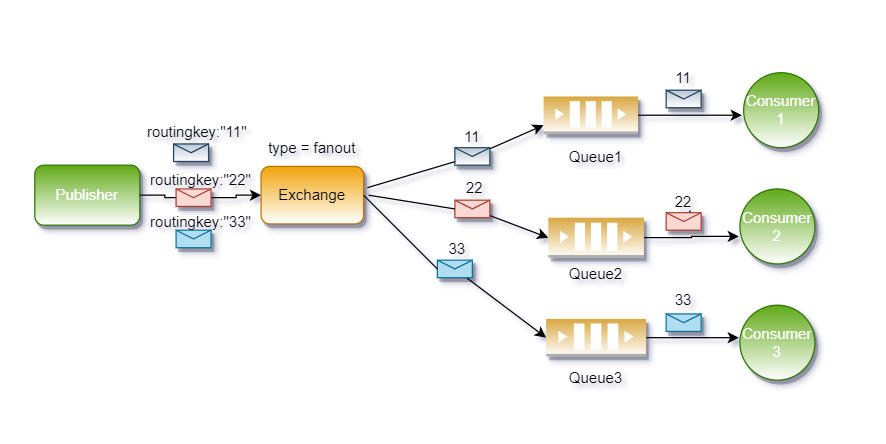 routingkey:"11"
type = fanout
routingkey:"22"
Publisher
Exchange
routingkey:"33"
11
22
33
Queue1
Queue2
Queue3
11
22
33
Consumer
1
Consumer
2
Consumer
3